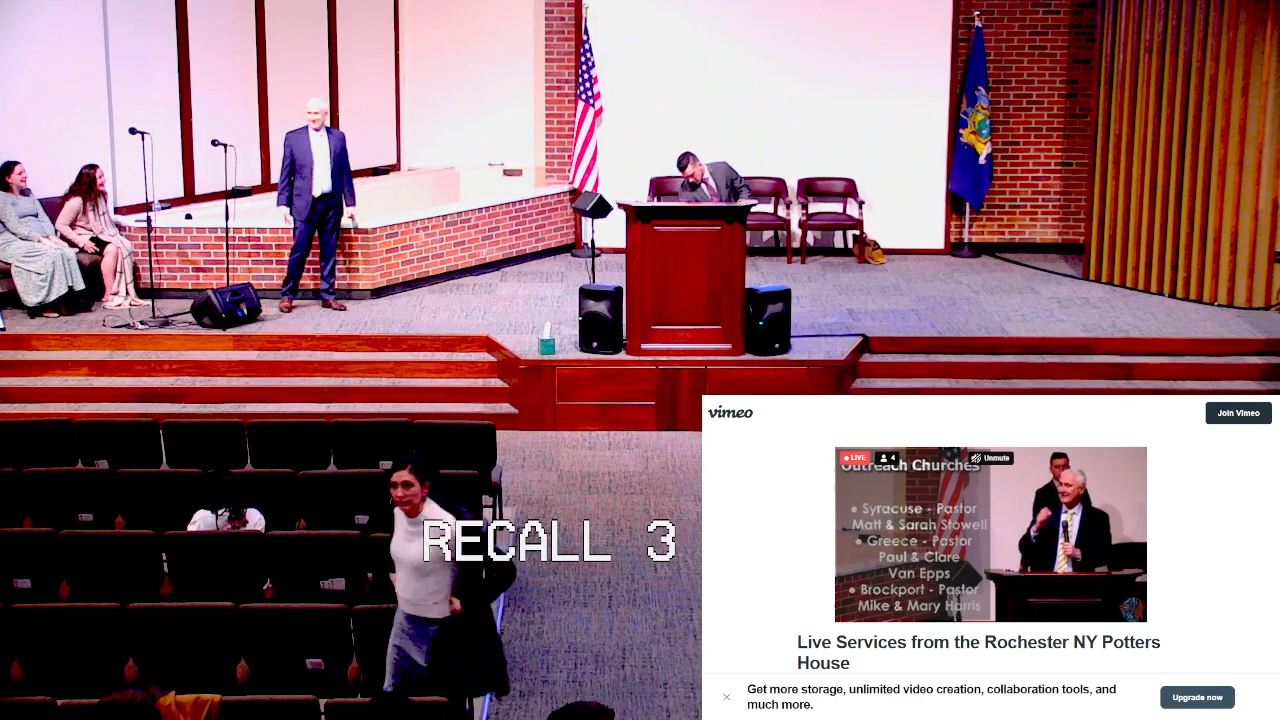 RECALL 3
vimeo
Join Vimeo
LIVE
4
Unmute
Outreach Churches
• Syracuse - Pastor
Matt & Sarah Stowell
• Greece - Pastor
Paul & Clare
Van Epps
• Brockport - Pastor
Mike & Mary Harris
Live Services from the Rochester NY Potters
House
Get more storage, unlimited video creation, collaboration tools, and
much more.
Upgrade now